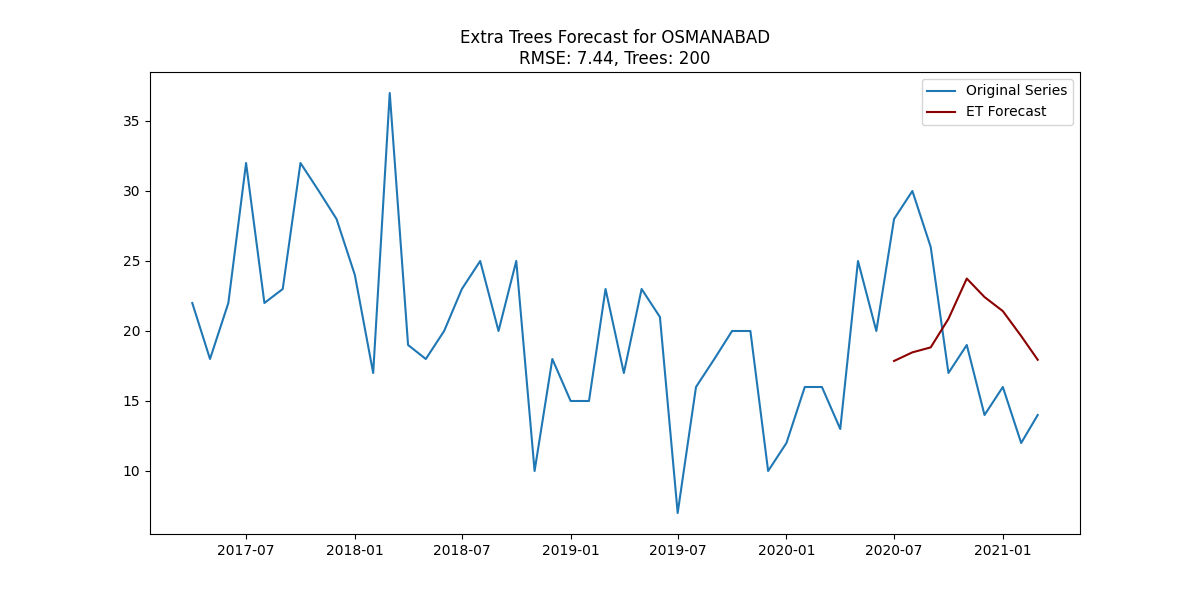 Extra Trees Forecast for OSMANABAD
RMSE: 7.44, Trees: 200
Original Series
ET Forecast
35
30
25
20
15
10
2017-07 2018-01 2018-07 2019-01 2019-07 2020-01 2020-07 2021-01